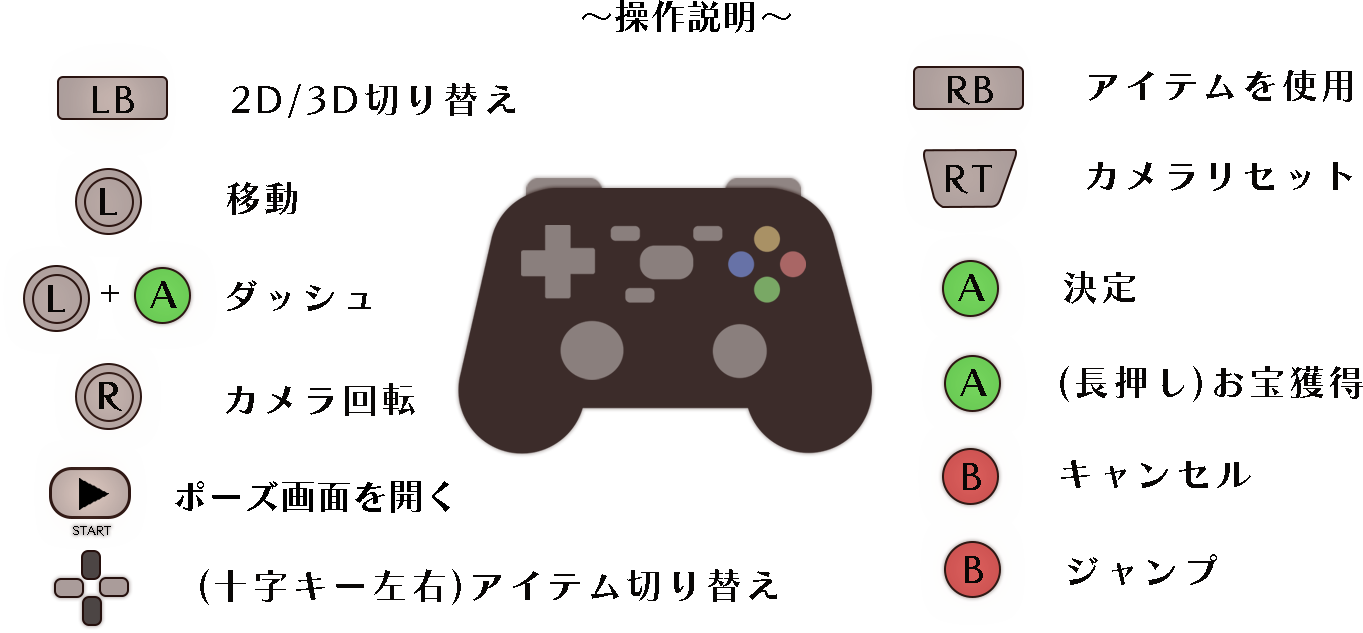 ～操作説明～
LB 2D/3D切り替え
L 移動
L + A ダッシュ
R カメラ回転
ポーズ画面を開く
START
(十字キー左右)アイテム切り替え
RB アイテムを使用
RT カメラリセット
A 決定
A (長押し)お宝獲得
B キャンセル
B ジャンプ